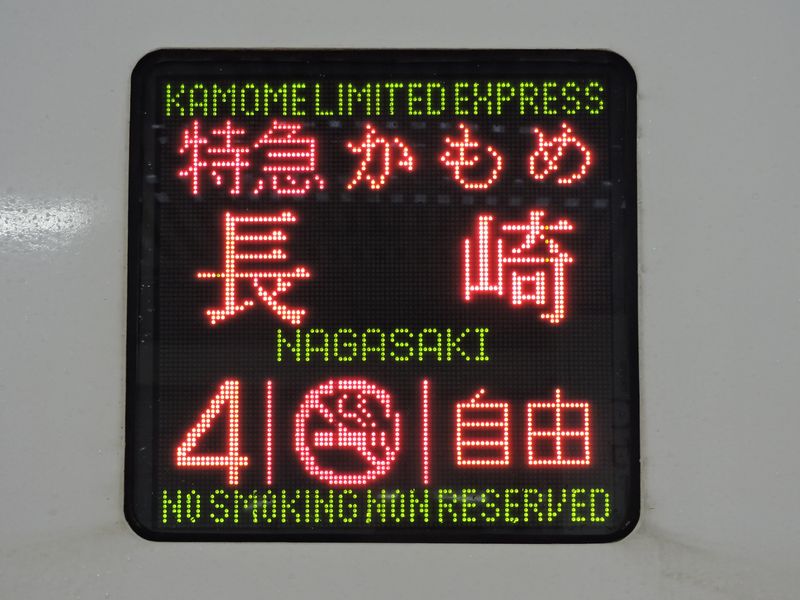 KAMOME LIMITED EXPRESS
特急 かもめ
長崎
NAGASAKI
4 自由
NO SMOKING NON RESERVED